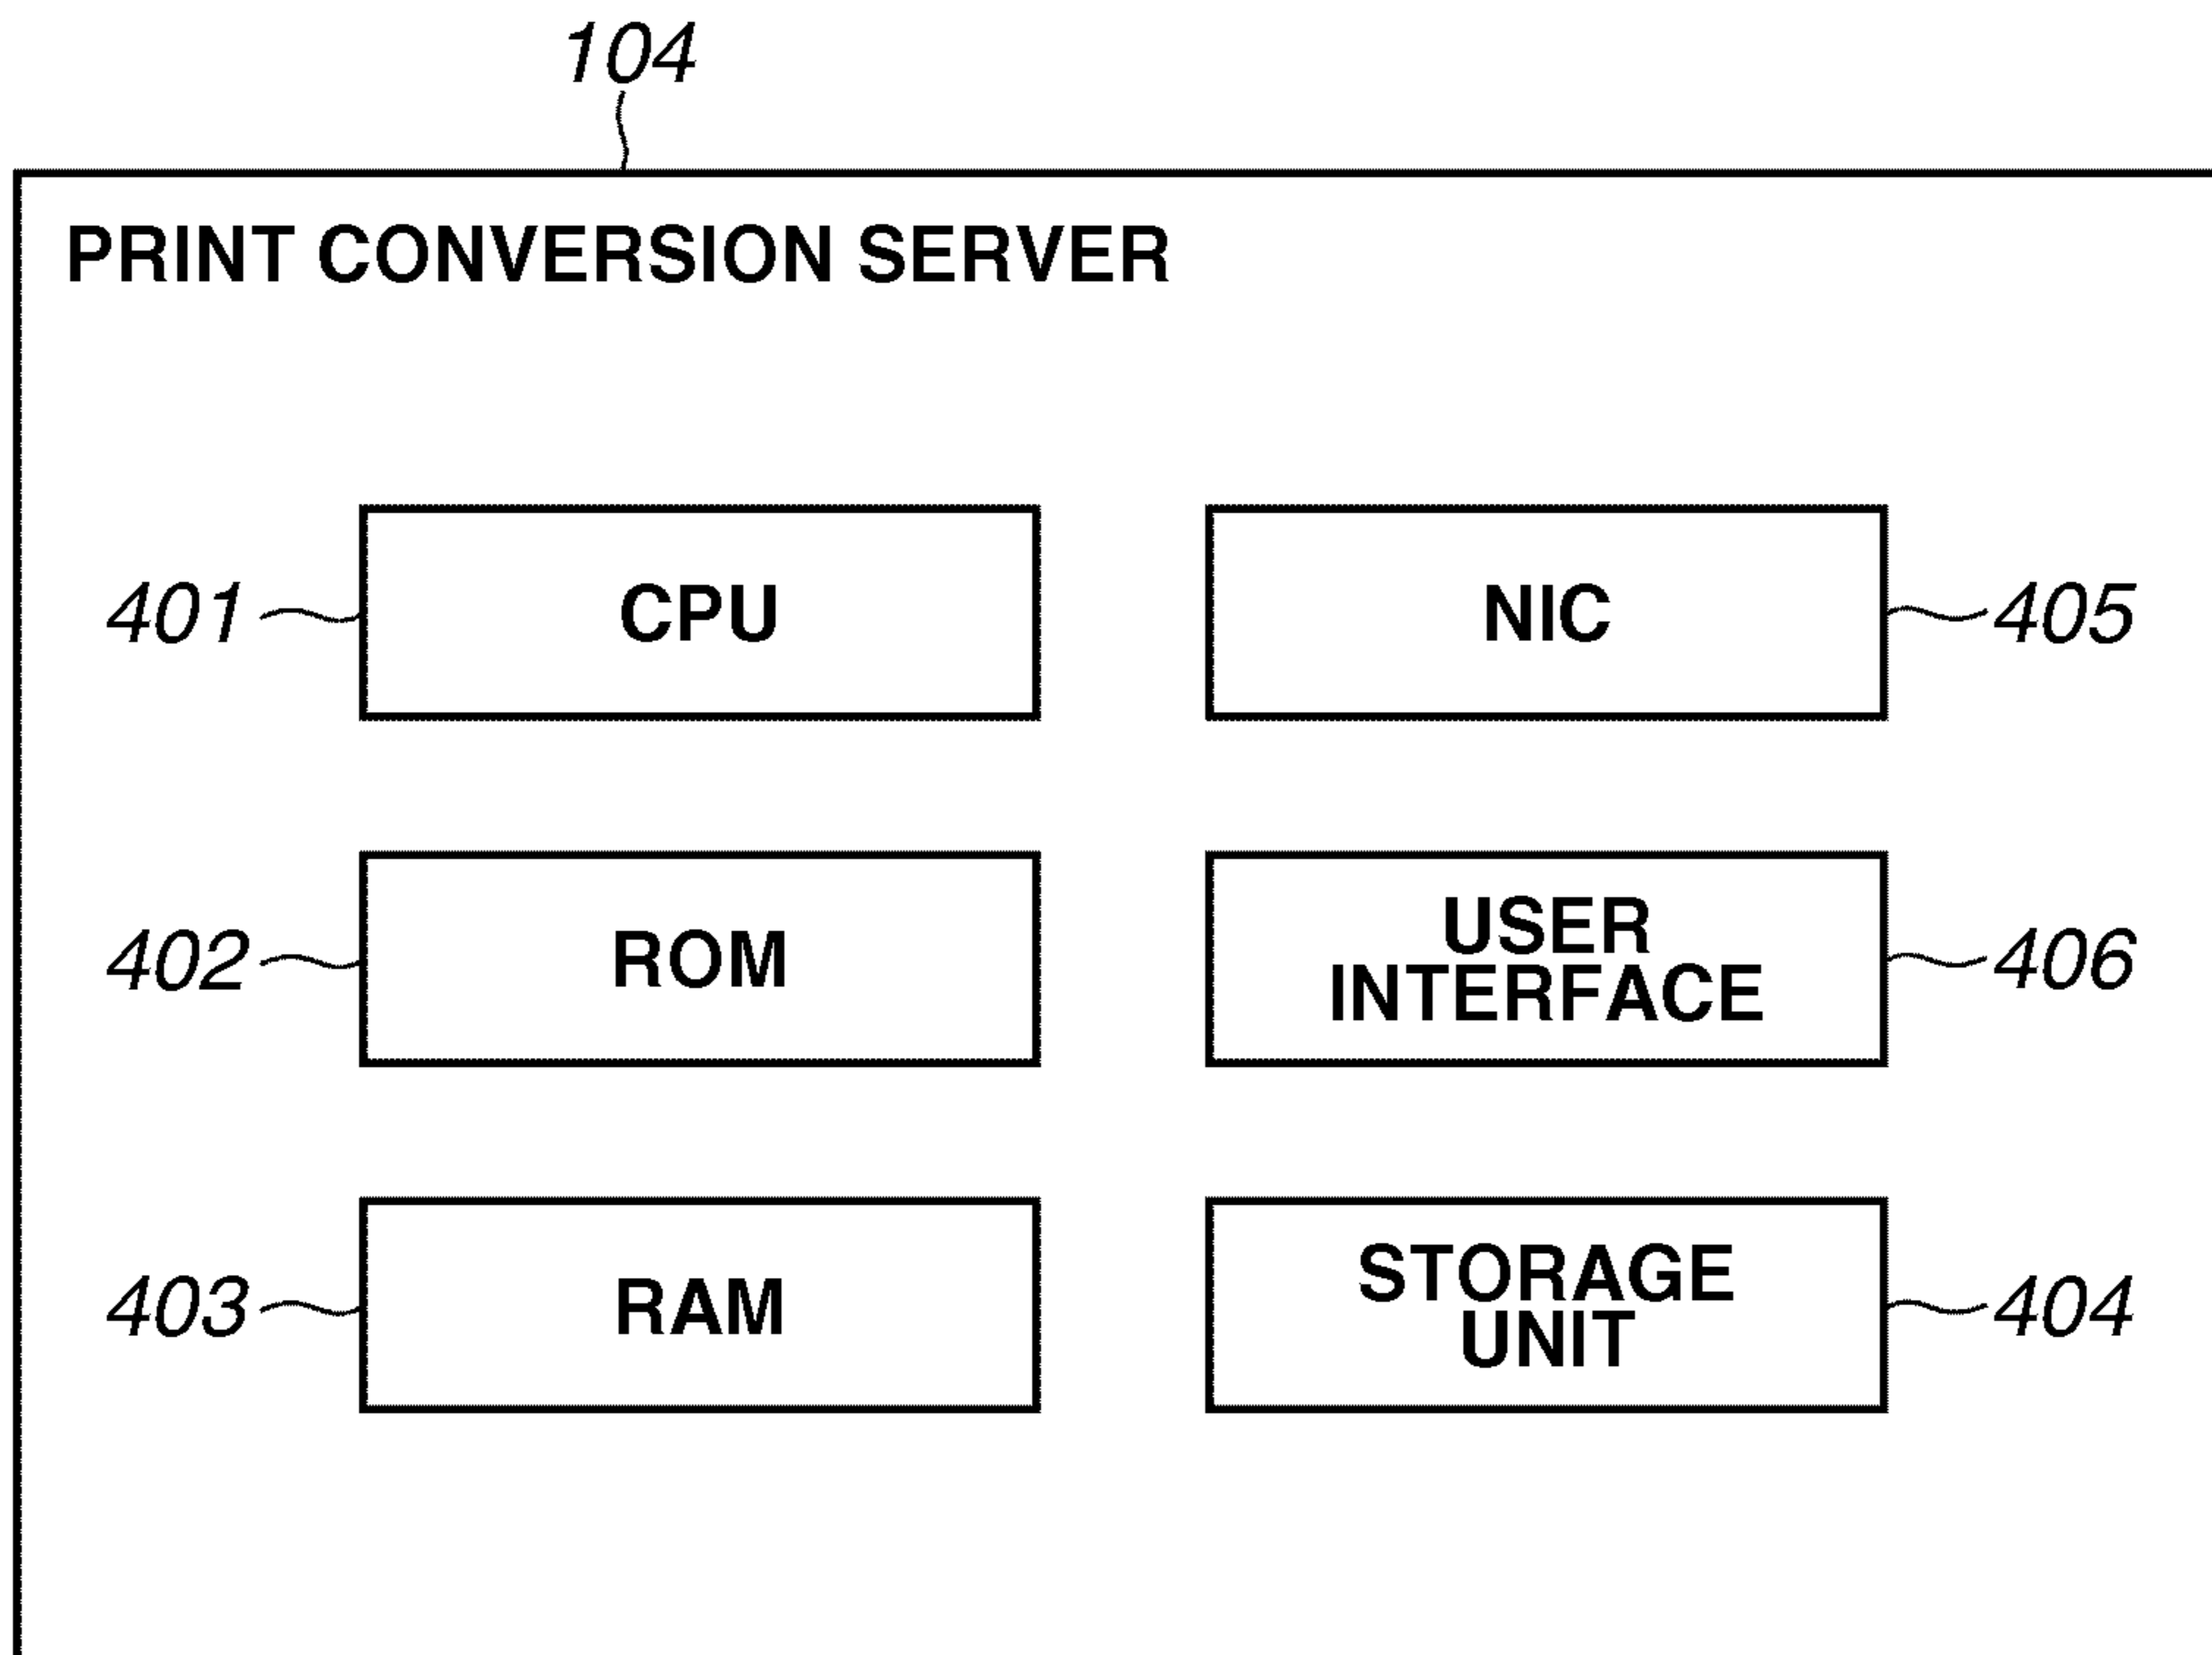 104
PRINT CONVERSION SERVER
401
CPU
NIC
405
402
ROM
USER
INTERFACE
406
403
RAM
STORAGE
UNIT
404